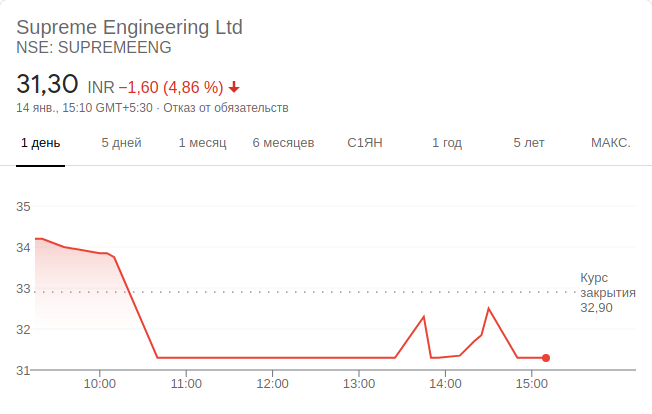 Supreme Engineering Ltd
NSE: SUPREMEENG
31,30 INR −1,60 (4,86 %)
14 янв., 15:10 GMT+5:30 · Отказ от обязательств
1 день 5 дней 1 месяц 6 месяцев С1ЯН 1 год 5 лет МАКС.
35
34
33
32
31
Курс
закрытия
32,90
10:00 11:00 12:00 13:00 14:00 15:00